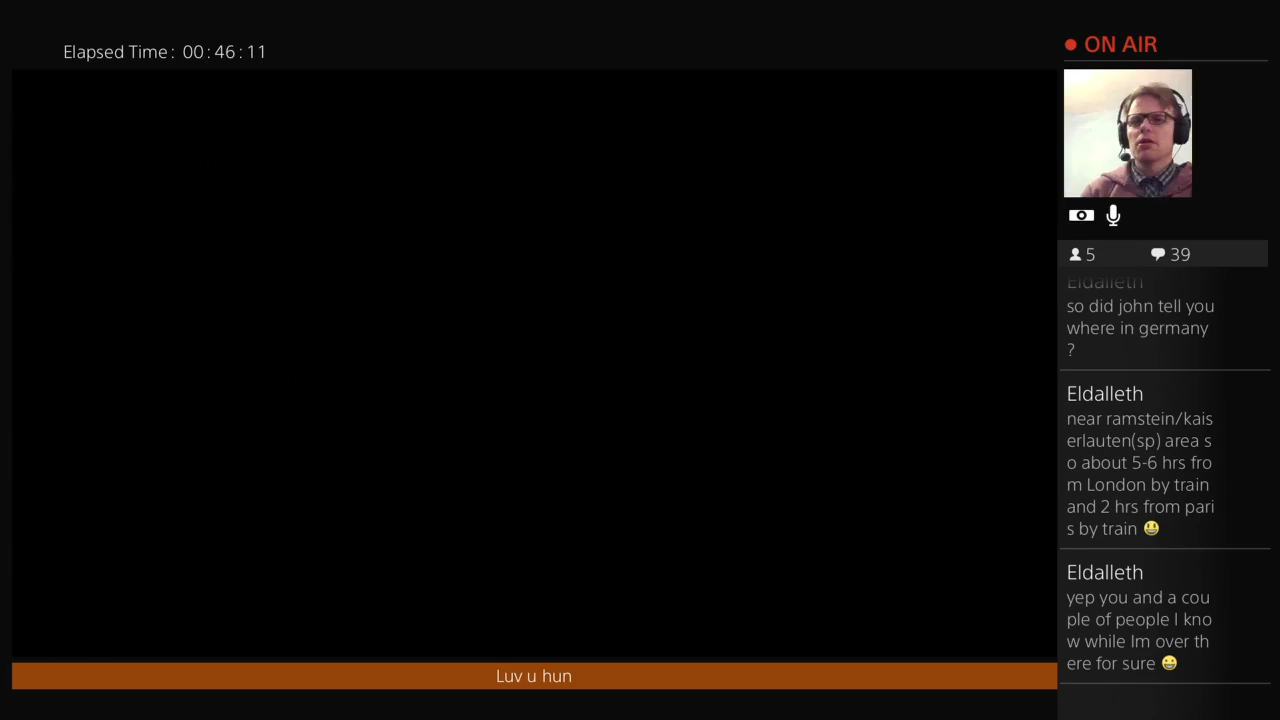 Elapsed Time: 00:46:11
ON AIR
5
39
Eldalleth
so did john tell you
where in germany
?
Eldalleth
near ramstein/kais
erlauten(sp) area s
o about 5-6 hrs fro
m London by train
and 2 hrs from pari
s by train
Eldalleth
yep you and a cou
ple of people I kno
w while Im over th
ere for sure
Luv u hun